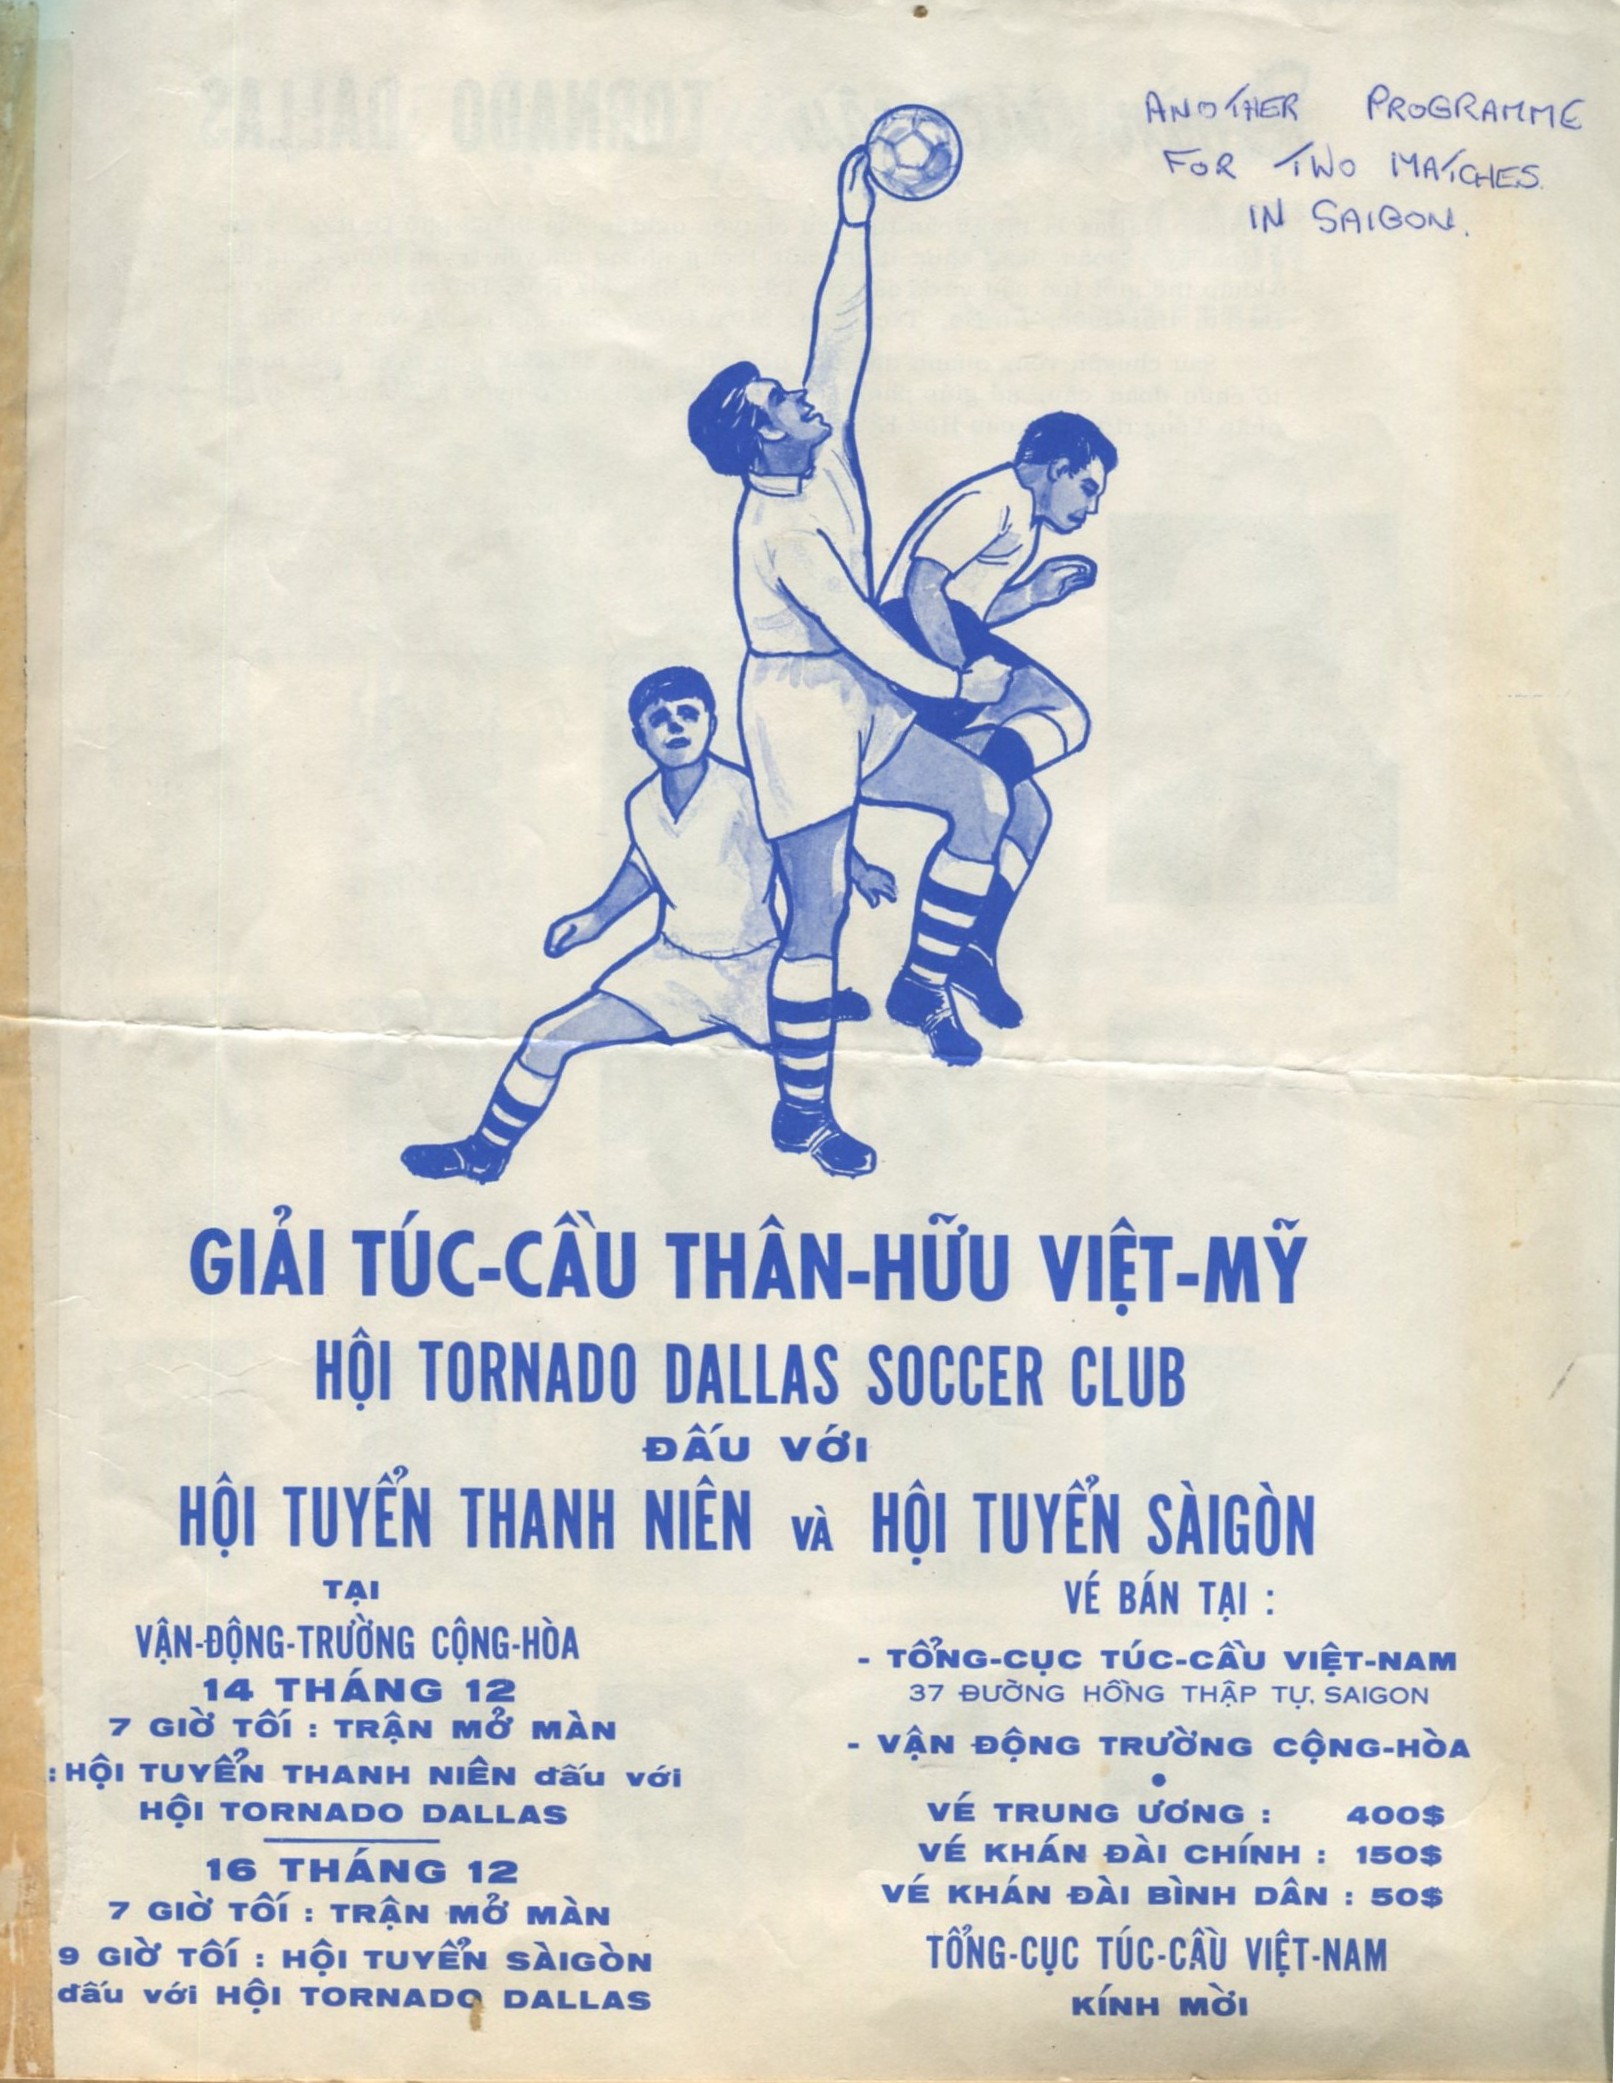 ANOTHER PROGRAMME
FOR TWO MATCHES
IN SAIGON.
GIẢI TÚC-CẦU THÂN-HỮU VIỆT-MỸ
HỘI TORNADO DALLAS SOCCER CLUB
ĐẤU VỚI
HỘI TUYỂN THANH NIÊN VÀ HỘI TUYỂN SÀIGÒN
TẠI
VẬN-ĐỘNG-TRƯỜNG CỘNG-HÒA
14 THÁNG 12
7 GIỜ TỐI : TRẬN MỞ MÀN
: HỘI TUYỂN THANH NIÊN đấu với
HỘI TORNADO DALLAS
16 THÁNG 12
7 GIỜ TỐI : TRẬN MỞ MÀN
9 GIỜ TỐI : HỘI TUYỂN SÀIGÒN
đấu với HỘI TORNADO DALLAS
VÉ BÁN TẠI :
- TỔNG-CỤC TÚC-CẦU VIỆT-NAM
37 ĐƯỜNG HỒNG THẬP TỰ, SAIGON
- VẬN ĐỘNG TRƯỜNG CỘNG-HÒA
VÉ TRUNG ƯƠNG : 400$
VÉ KHÁN ĐÀI CHÍNH : 150$
VÉ KHÁN ĐÀI BÌNH DÂN : 50$
TỔNG-CỤC TÚC-CẦU VIỆT-NAM
KÍNH MỜI